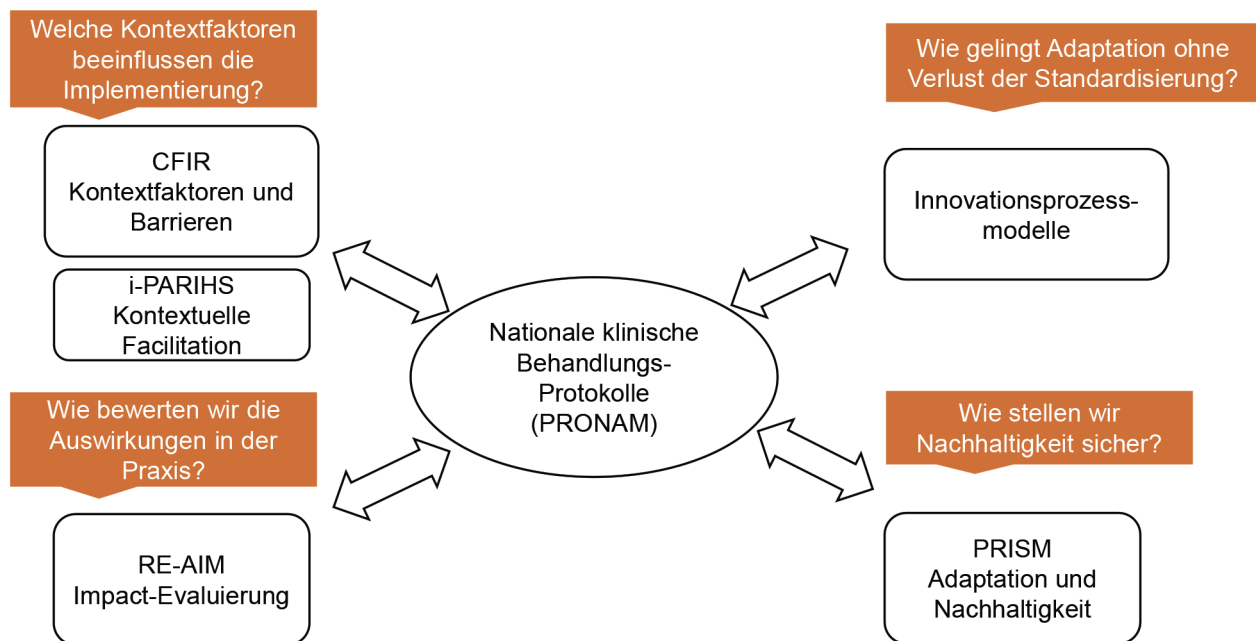 Welche Kontextfaktoren
beeinflussen die
Implementierung?
CFIR
Kontextfaktoren und
Barrieren
i-PARIHS
Kontextuelle
Facilitation
Wie bewerten wir die
Auswirkungen in der
Praxis?
RE-AIM
Impact-Evaluierung
Nationale klinische
Behandlungs-
Protokolle
(PRONAM)
Wie gelingt Adaptation ohne
Verlust der Standardisierung?
Innovationsprozess-
modelle
Wie stellen wir
Nachhaltigkeit sicher?
PRISM
Adaptation und
Nachhaltigkeit